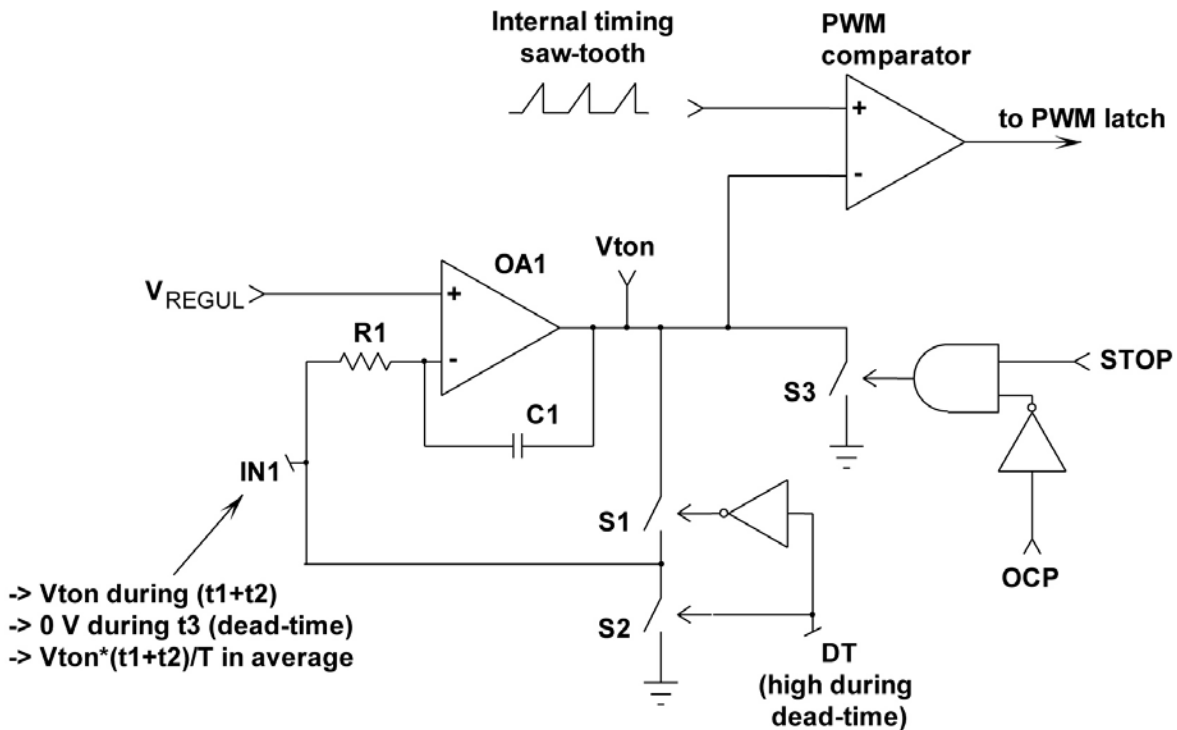 Internal timing
saw-tooth
PWM
comparator
+
-
to PWM latch
Vton
OA1
VREGUL
+
-
R1
C1
S3
STOP
IN1
S1
OCP
-> Vton during (t1+t2)
-> 0 V during t3 (dead-time)
-> Vton*(t1+t2)/T in average
S2
DT
(high during
dead-time)